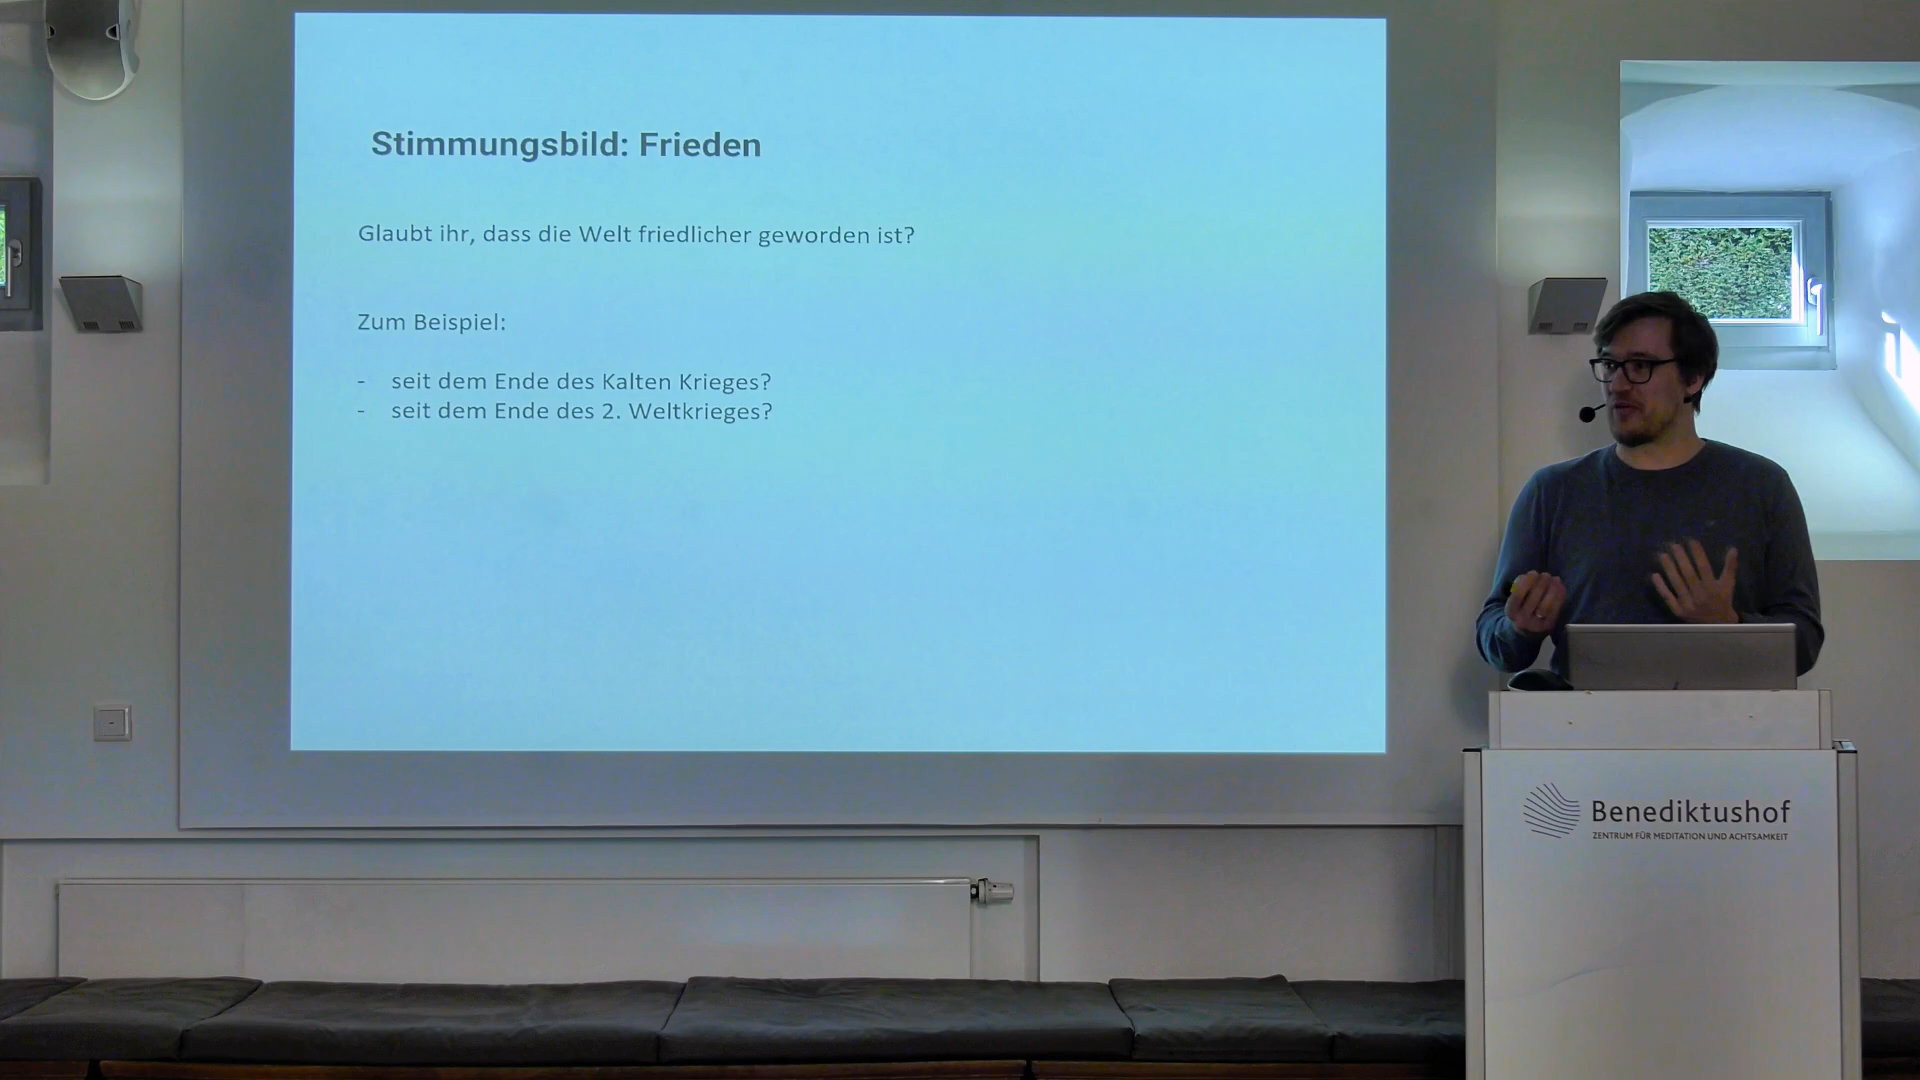 Stimmungsbild: Frieden
Glaubt ihr, dass die Welt friedlicher geworden ist?
Zum Beispiel:
- seit dem Ende des Kalten Krieges?
- seit dem Ende des 2. Weltkrieges?
Benediktushof
ZENTRUM FÜR MEDITATION UND ACHTSAMKEIT